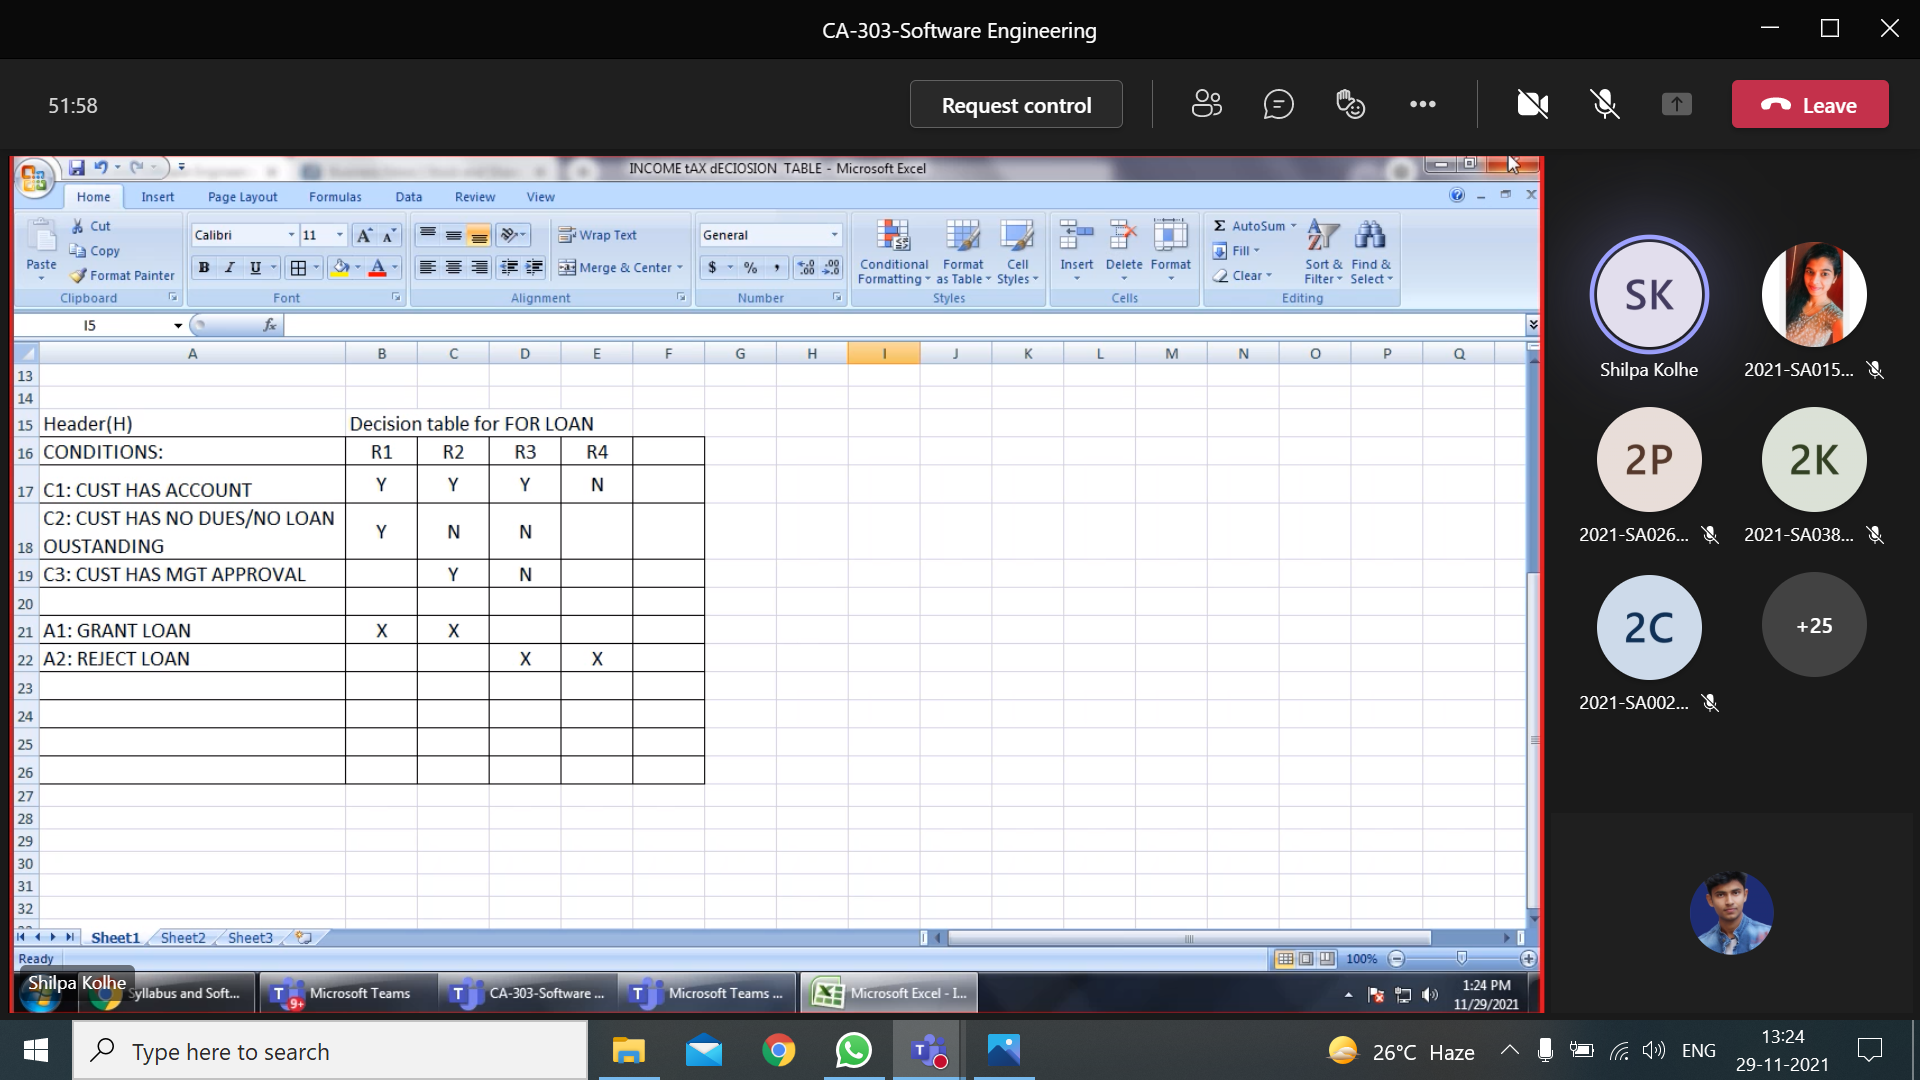 CA-303-Software Engineering
51:58
Request control
Leave
INCOME tAX dECIOSION TABLE - Microsoft Excel
Home Insert Page Layout Formulas Data Review View
Paste
Cut
Copy
Format Painter
Clipboard
Calibri 11
B I U
Font
Wrap Text
Merge & Center
Alignment
General
$ % ,
Number
Conditional Formatting
Format as Table
Cell Styles
Styles
Insert Delete Format
Cells
Σ AutoSum
Fill
Clear
Sort & Filter
Find & Select
Editing
I5 fx
A B C D E F G H I J K L M N O P Q
13
14
15 Header(H) Decision table for FOR LOAN
16 CONDITIONS: R1 R2 R3 R4
17 C1: CUST HAS ACCOUNT Y Y Y N
C2: CUST HAS NO DUES/NO LOAN
18 OUSTANDING Y N N
19 C3: CUST HAS MGT APPROVAL Y N
20
21 A1: GRANT LOAN X X
22 A2: REJECT LOAN X X
23
24
25
26
27
28
29
30
31
32
Sheet1 Sheet2 Sheet3
Ready 100%
Shilpa Kolhe
Syllabus and Soft...
9+
Microsoft Teams
CA-303-Software ...
Microsoft Teams ...
Microsoft Excel - I...
1:24 PM
11/29/2021
SK
Shilpa Kolhe
2021-SA015...
2P
2021-SA026...
2K
2021-SA038...
2C
2021-SA002...
+25
Type here to search
26°C Haze
ENG
13:24
29-11-2021